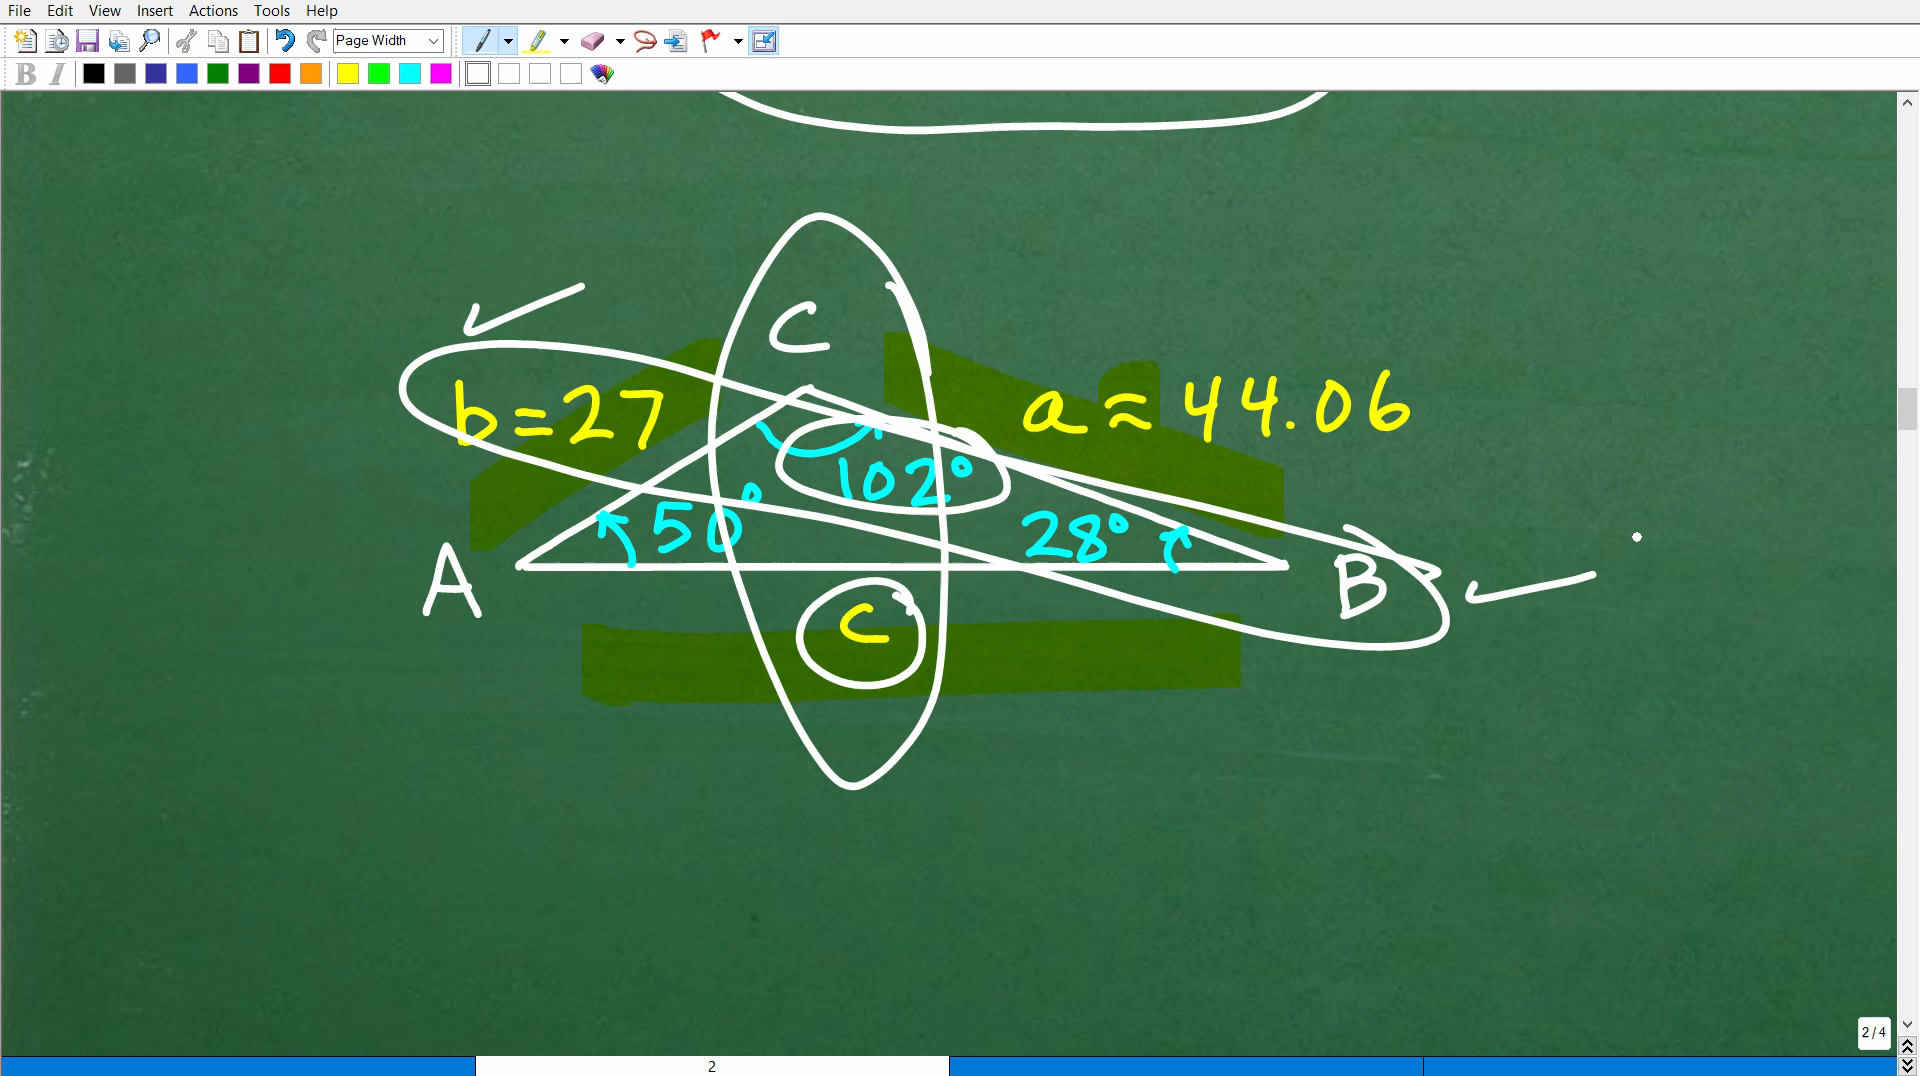 File Edit View Insert Actions Tools Help
Page Width
B I
C
b = 27
a ≈ 44.06
102°
50°
28°
A
B
c
2 / 4
2